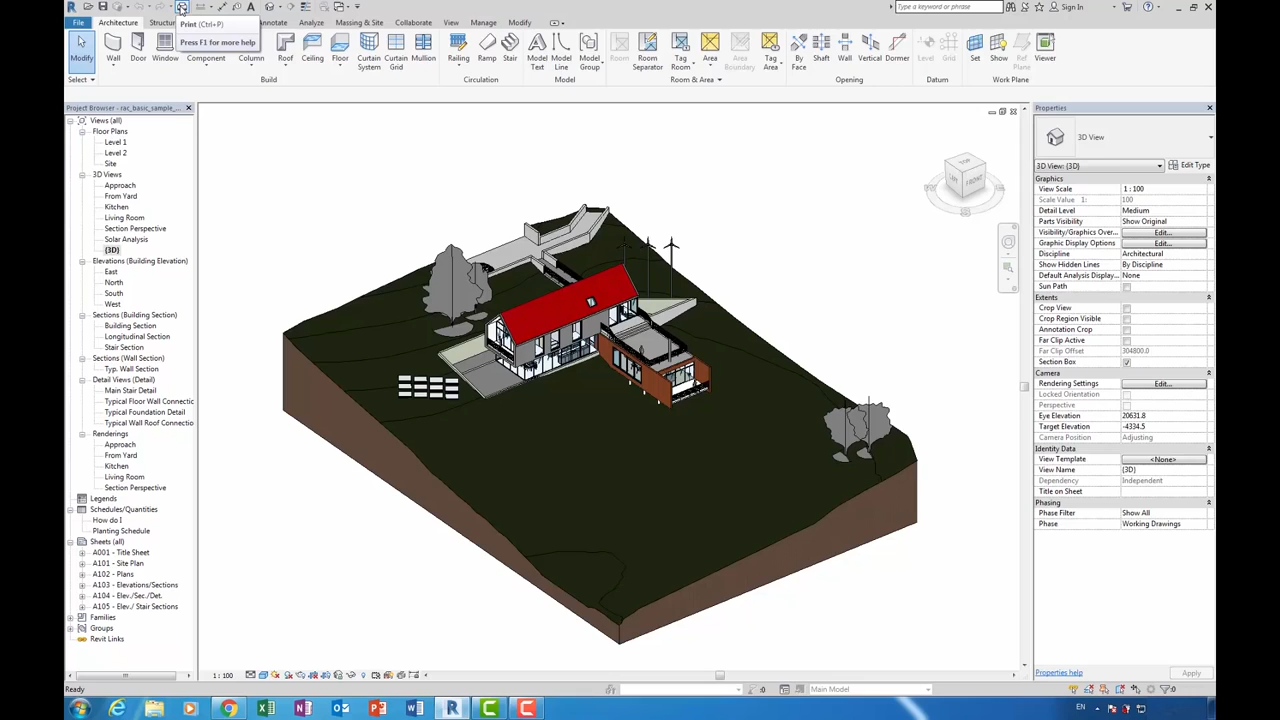 Type a keyword or phrase
Sign In
Print (Ctrl+P)
Press F1 for more help
File
Architecture
Annotate
Analyze
Massing & Site
Collaborate
View
Manage
Modify
Modify
Wall
Door
Window
Component
Column
Roof
Ceiling
Floor
Curtain System
Curtain Grid
Mullion
Railing
Ramp
Stair
Model Text
Model Line
Model Group
Room
Room Separator
Tag Room
Area
Area Boundary
Tag Area
By Face
Shaft
Wall
Vertical
Dormer
Level
Grid
Set
Show
Ref Plane
Viewer
Select
Build
Circulation
Model
Room & Area
Opening
Datum
Work Plane
Project Browser - rac_basic_sample_...
Views (all)
Floor Plans
Level 1
Level 2
Site
3D Views
Approach
From Yard
Kitchen
Living Room
Section Perspective
Solar Analysis
{3D}
Elevations (Building Elevation)
East
North
South
West
Sections (Building Section)
Building Section
Longitudinal Section
Stair Section
Sections (Wall Section)
Typ. Wall Section
Detail Views (Detail)
Main Stair Detail
Typical Floor Wall Connectio
Typical Foundation Detail
Typical Wall Roof Connectio
Renderings
Approach
From Yard
Kitchen
Living Room
Section Perspective
Legends
Schedules/Quantities
How do I
Planting Schedule
Sheets (all)
A001 - Title Sheet
A101 - Site Plan
A102 - Plans
A103 - Elevations/Sections
A104 - Elev./Sec./Det.
A105 - Elev./ Stair Sections
Families
Groups
Revit Links
TOP
LEFT
FRONT
Properties
3D View
3D View: {3D}
Edit Type
Graphics
View Scale 1 : 100
Scale Value 1: 100
Detail Level Medium
Parts Visibility Show Original
Visibility/Graphics Over... Edit...
Graphic Display Options Edit...
Discipline Architectural
Show Hidden Lines By Discipline
Default Analysis Display... None
Sun Path
Extents
Crop View
Crop Region Visible
Annotation Crop
Far Clip Active
Far Clip Offset 304800.0
Section Box
Camera
Rendering Settings Edit...
Locked Orientation
Perspective
Eye Elevation 20631.8
Target Elevation -4334.5
Camera Position Adjusting
Identity Data
View Template <None>
View Name {3D}
Dependency Independent
Title on Sheet
Phasing
Phase Filter Show All
Phase Working Drawings
Properties help
Apply
1 : 100
Ready
:0
Main Model
:0
EN